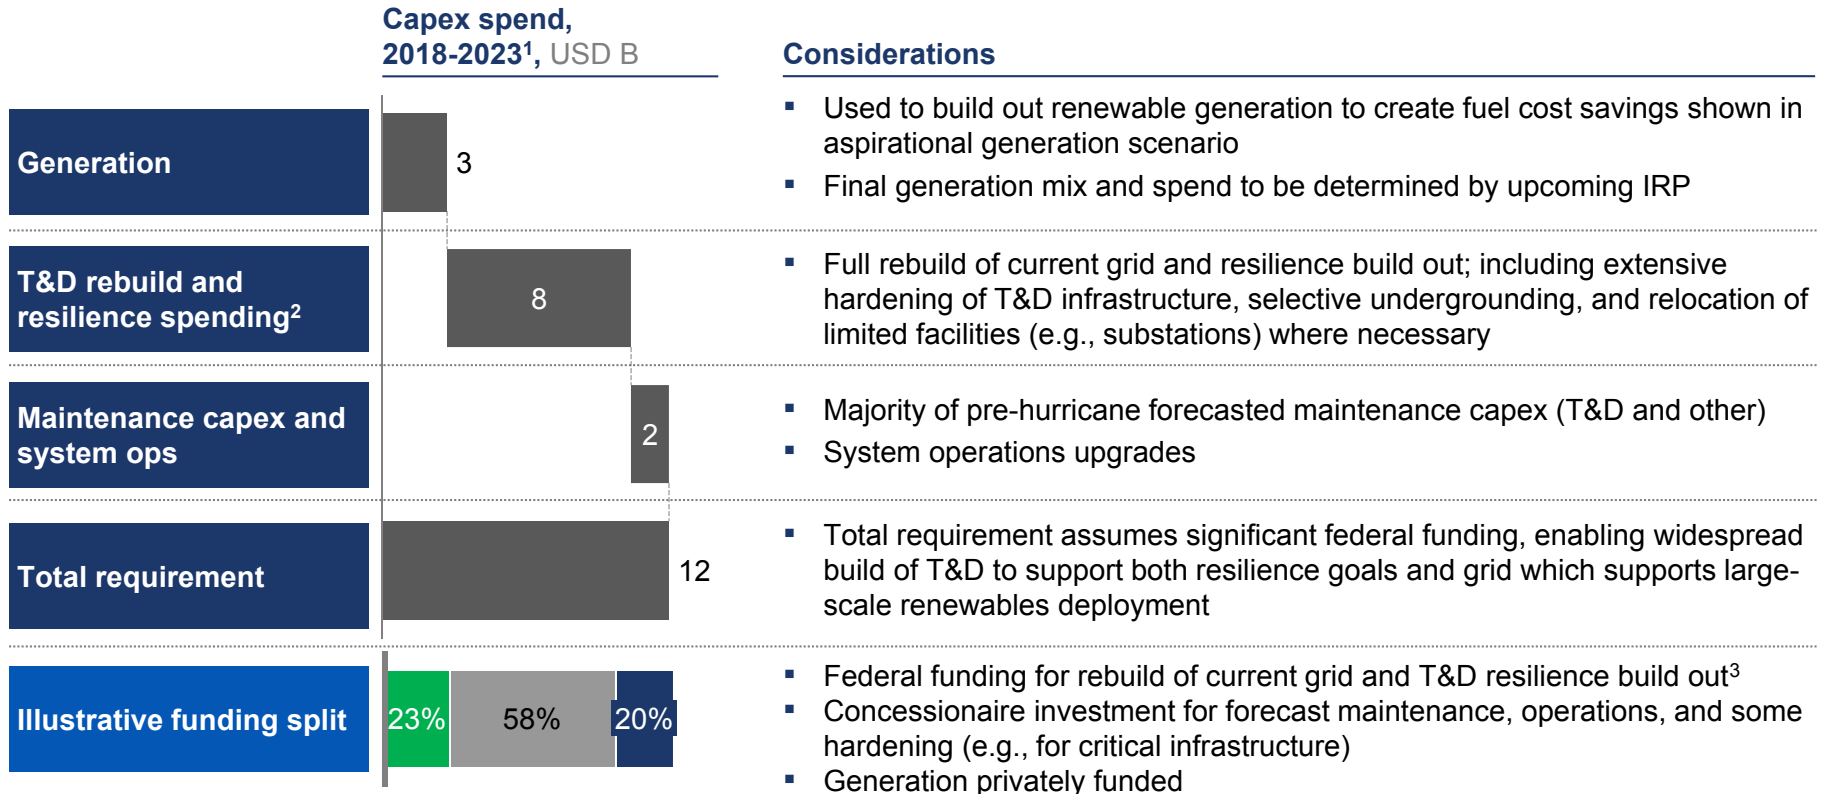 Capex spend,
2018-2023¹, USD B
Considerations
Generation
3
▪ Used to build out renewable generation to create fuel cost savings shown in
aspirational generation scenario
▪ Final generation mix and spend to be determined by upcoming IRP
T&D rebuild and
resilience spending²
8
▪ Full rebuild of current grid and resilience build out; including extensive
hardening of T&D infrastructure, selective undergrounding, and relocation of
limited facilities (e.g., substations) where necessary
Maintenance capex and
system ops
2
▪ Majority of pre-hurricane forecasted maintenance capex (T&D and other)
▪ System operations upgrades
Total requirement
12
▪ Total requirement assumes significant federal funding, enabling widespread
build of T&D to support both resilience goals and grid which supports large-
scale renewables deployment
Illustrative funding split
23% 58% 20%
▪ Federal funding for rebuild of current grid and T&D resilience build out³
▪ Concessionaire investment for forecast maintenance, operations, and some
hardening (e.g., for critical infrastructure)
▪ Generation privately funded